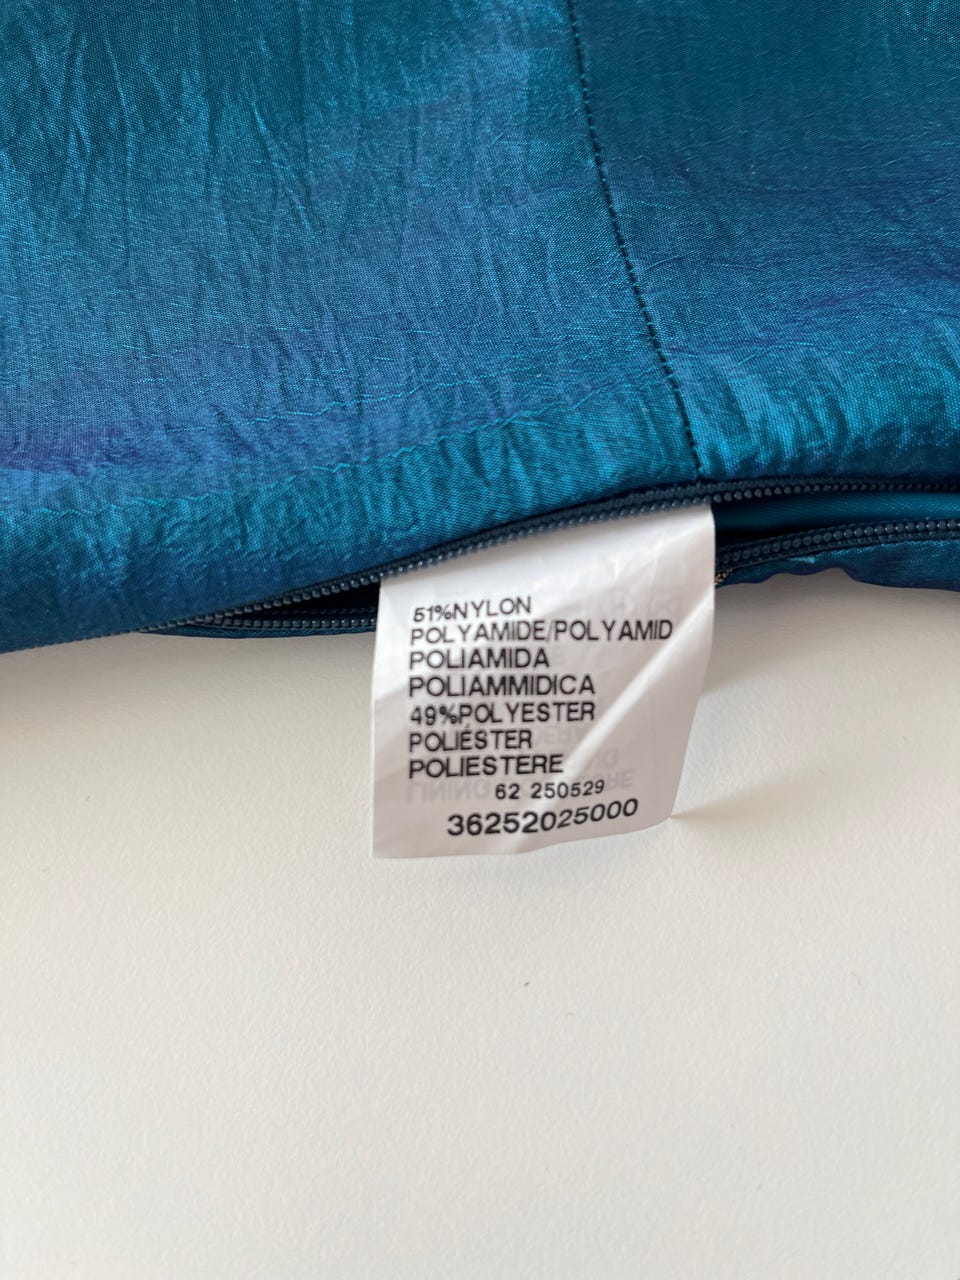 51%NYLON
POLYAMIDE/POLYAMID
POLIAMIDA
POLIAMMIDICA
49%POLYESTER
POLIÉSTER
POLIESTERE
62 250529
36252025000